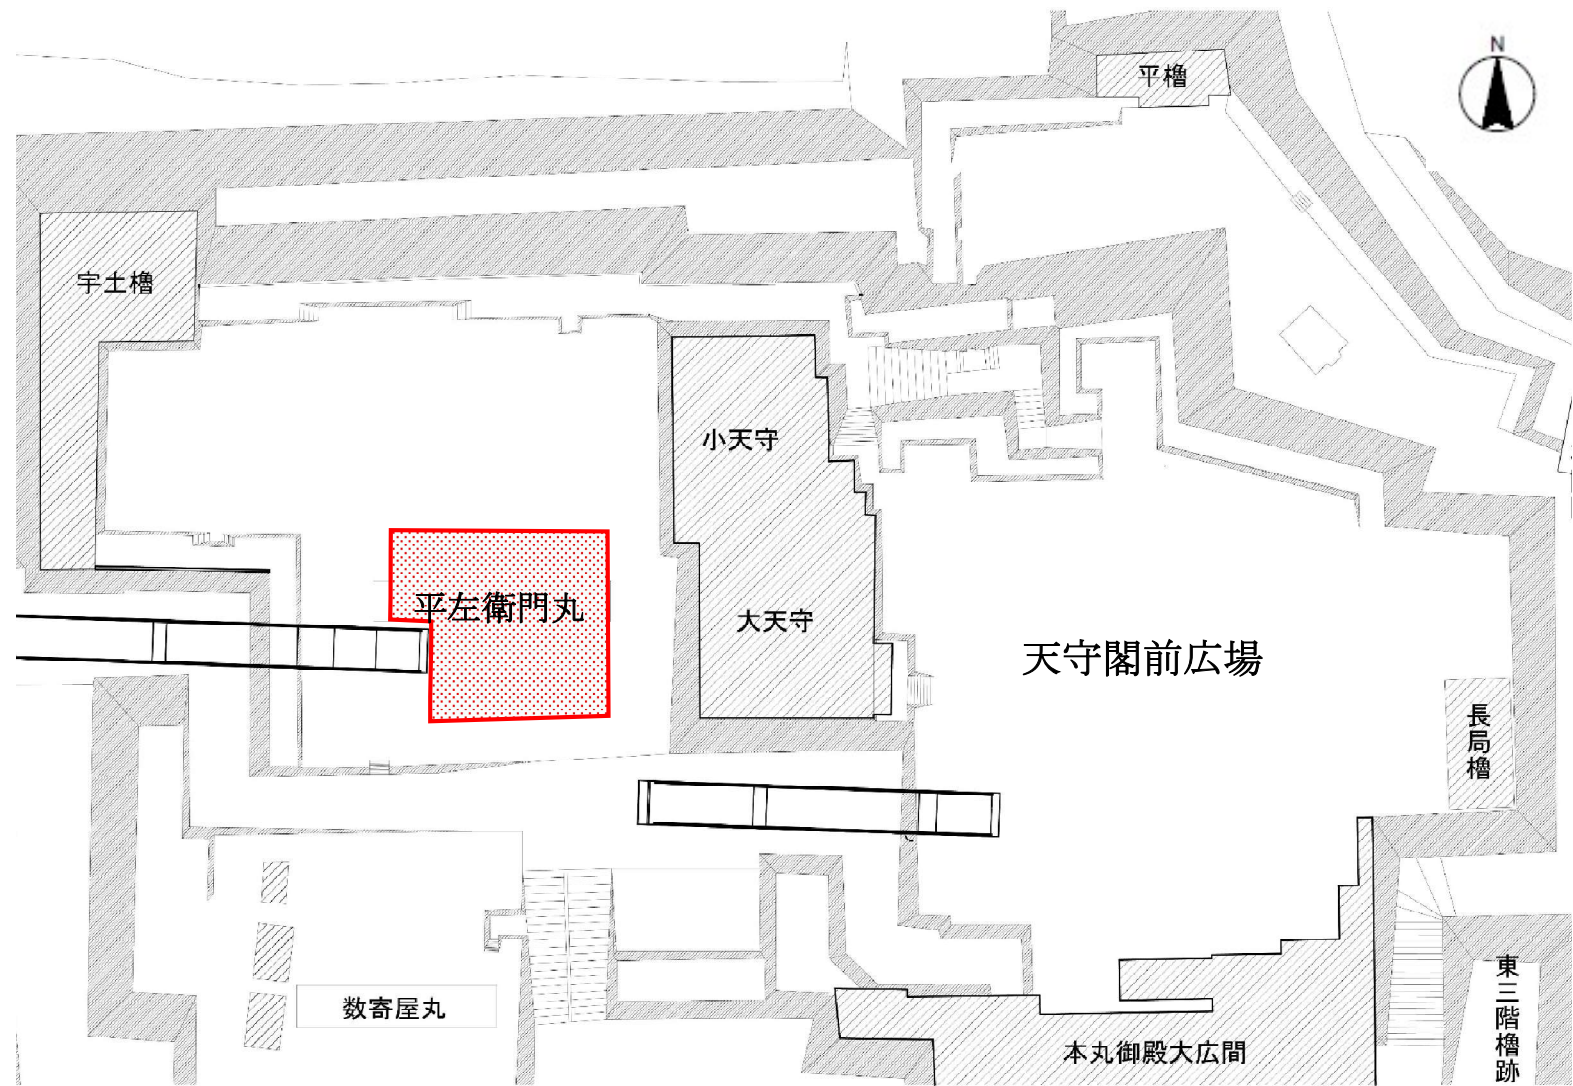 N
平櫓
宇土櫓
小天守
平左衛門丸
大天守
天守閣前広場
長局櫓
数寄屋丸
本丸御殿大広間
東三階櫓跡